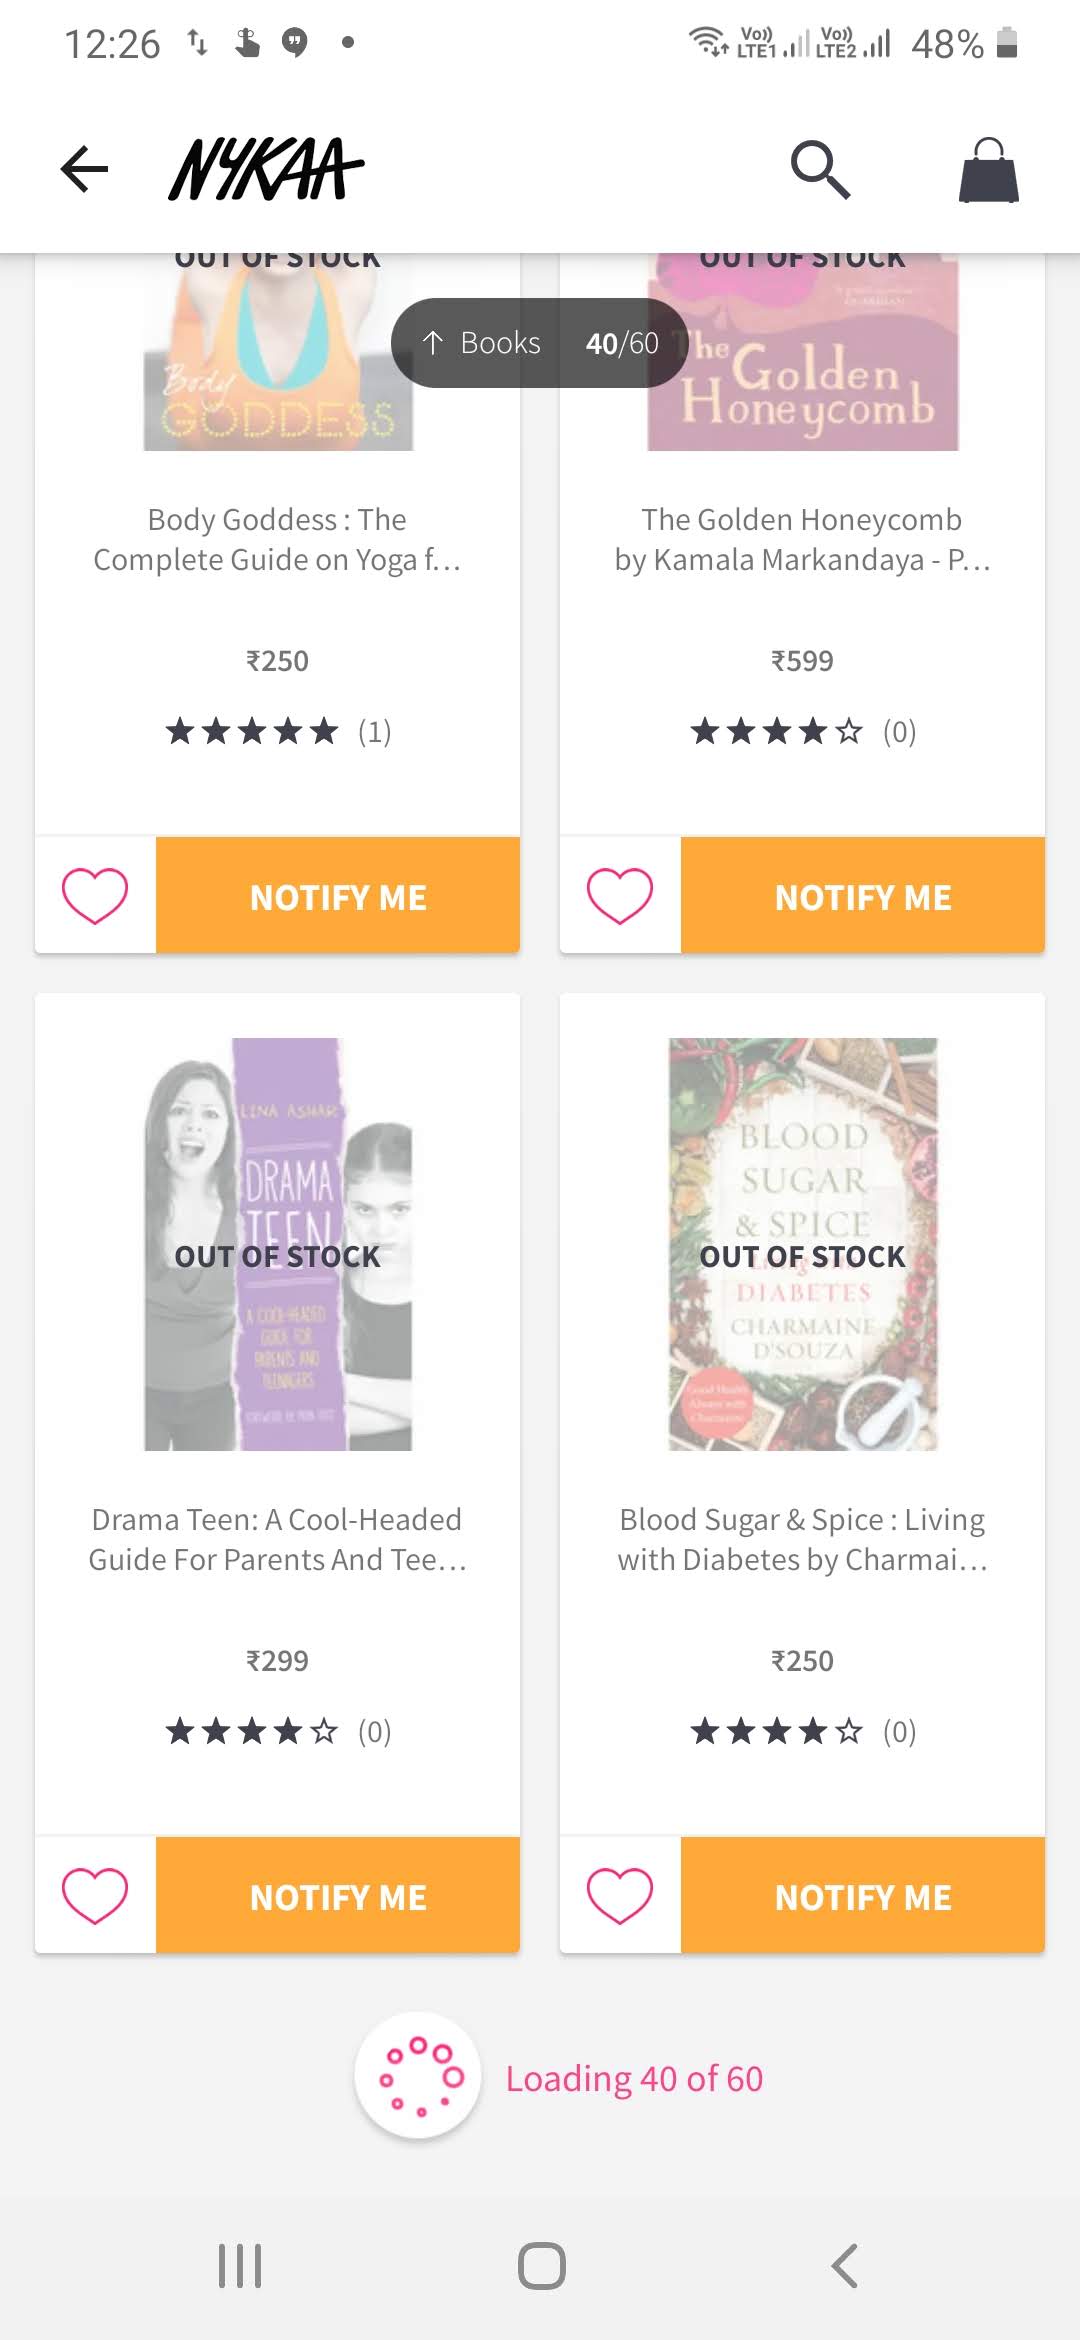 12:26
Vo)) LTE1 Vo)) LTE2 48%
NYKAA
OUT OF STOCK
OUT OF STOCK
Books 40/60
Body
GODDESS
The
Golden
Honeycomb
Body Goddess : The
Complete Guide on Yoga f...
The Golden Honeycomb
by Kamala Markandaya - P...
₹250
₹599
(1)
(0)
NOTIFY ME
NOTIFY ME
LINA ASHAR
DRAMA
TEEN
OUT OF STOCK
A COOL-HEADED
GUIDE FOR
PARENTS AND
TEENAGERS
BLOOD
SUGAR
& SPICE
OUT OF STOCK
DIABETES
CHARMAINE
D'SOUZA
Good Health
Always with
Charmaine
Drama Teen: A Cool-Headed
Guide For Parents And Tee...
Blood Sugar & Spice : Living
with Diabetes by Charmai...
₹299
₹250
(0)
(0)
NOTIFY ME
NOTIFY ME
Loading 40 of 60